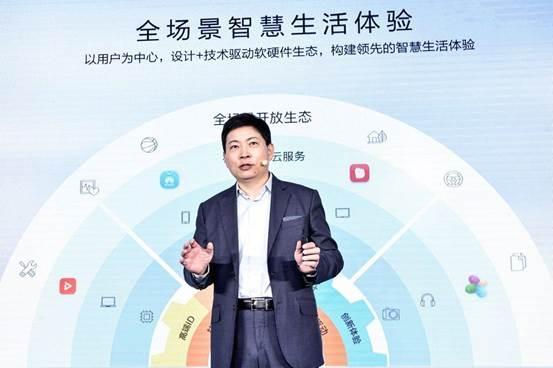 全场景智慧生活体验
以用户为中心，设计+技术驱动软硬件生态，构建领先的智慧生活体验
全场 开放生态
云服务
高端ID
创新体验